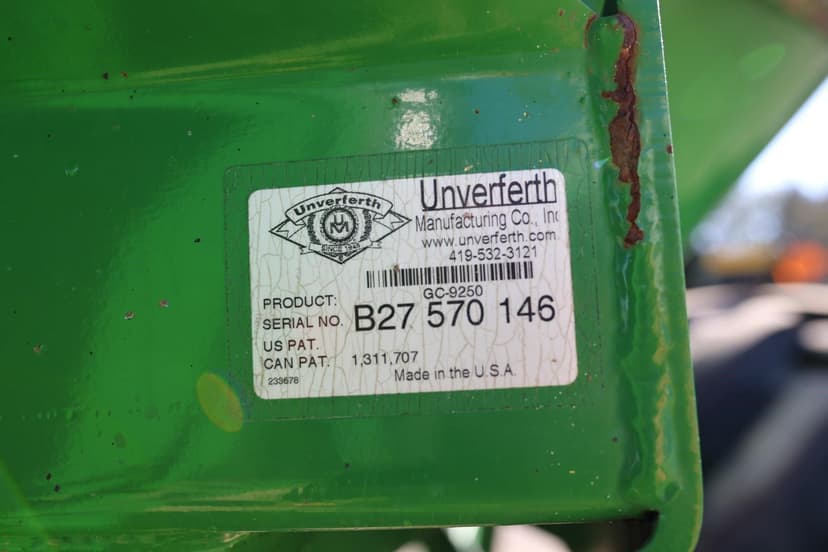 Unverferth
UM
SINCE 1948
Unverferth
Manufacturing Co., Inc
www.unverferth.com
419-532-3121
PRODUCT: GC-9250
SERIAL NO. B27 570 146
US PAT.
CAN PAT. 1,311,707
233678 Made in the U.S.A.